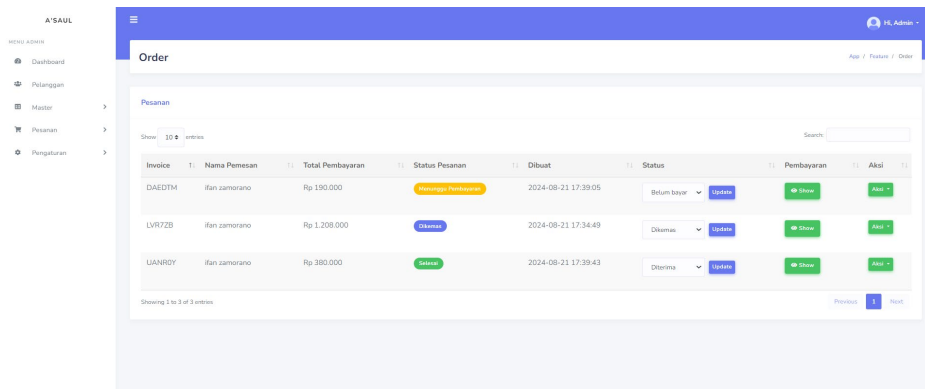 A'SAUL
Hi, Admin
MENU ADMIN
Dashboard
Pelanggan
Master
Pesanan
Pengaturan
Order
App / Feature / Order
Pesanan
Show 10 entries
Search:
Invoice Nama Pemesan Total Pembayaran Status Pesanan Dibuat Status Pembayaran Aksi
DAEDTM ifan zamorano Rp 190.000 Menunggu Pembayaran 2024-08-21 17:39:05 Belum bayar Update Show Aksi
LVR7ZB ifan zamorano Rp 1.208.000 Dikemas 2024-08-21 17:34:49 Dikemas Update Show Aksi
UANR0Y ifan zamorano Rp 380.000 Selesai 2024-08-21 17:39:43 Diterima Update Show Aksi
Showing 1 to 3 of 3 entries
Previous 1 Next